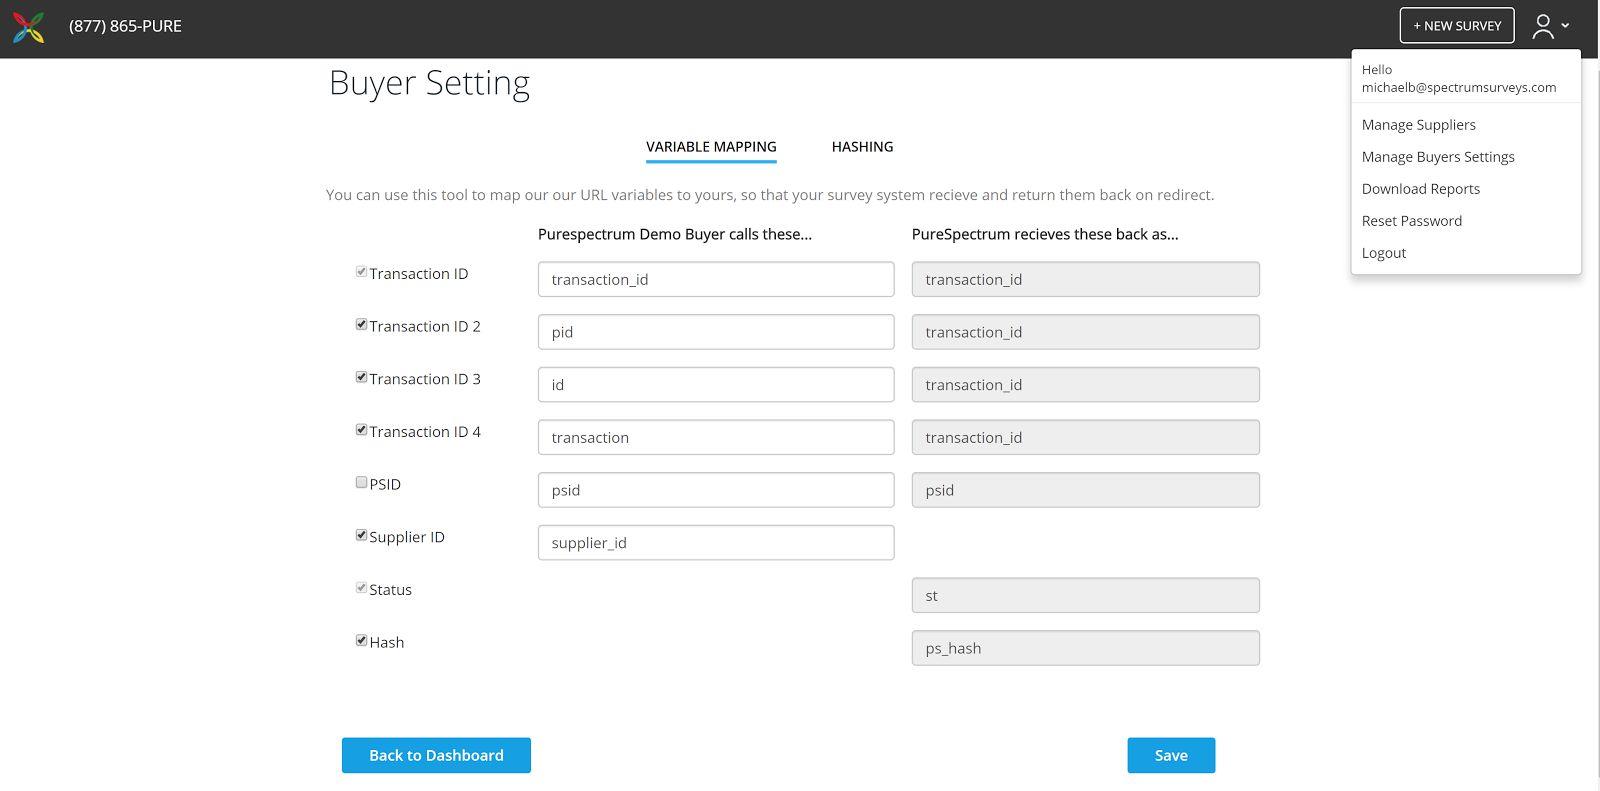 (877) 865-PURE
+ NEW SURVEY
Hello
michaelb@spectrumsurveys.com
Manage Suppliers
Manage Buyers Settings
Download Reports
Reset Password
Logout
Buyer Setting
VARIABLE MAPPING HASHING
You can use this tool to map our our URL variables to yours, so that your survey system recieve and return them back on redirect.
Purespectrum Demo Buyer calls these... PureSpectrum recieves these back as...
Transaction ID transaction_id transaction_id
Transaction ID 2 pid transaction_id
Transaction ID 3 id transaction_id
Transaction ID 4 transaction transaction_id
PSID psid psid
Supplier ID supplier_id
Status st
Hash ps_hash
Back to Dashboard Save